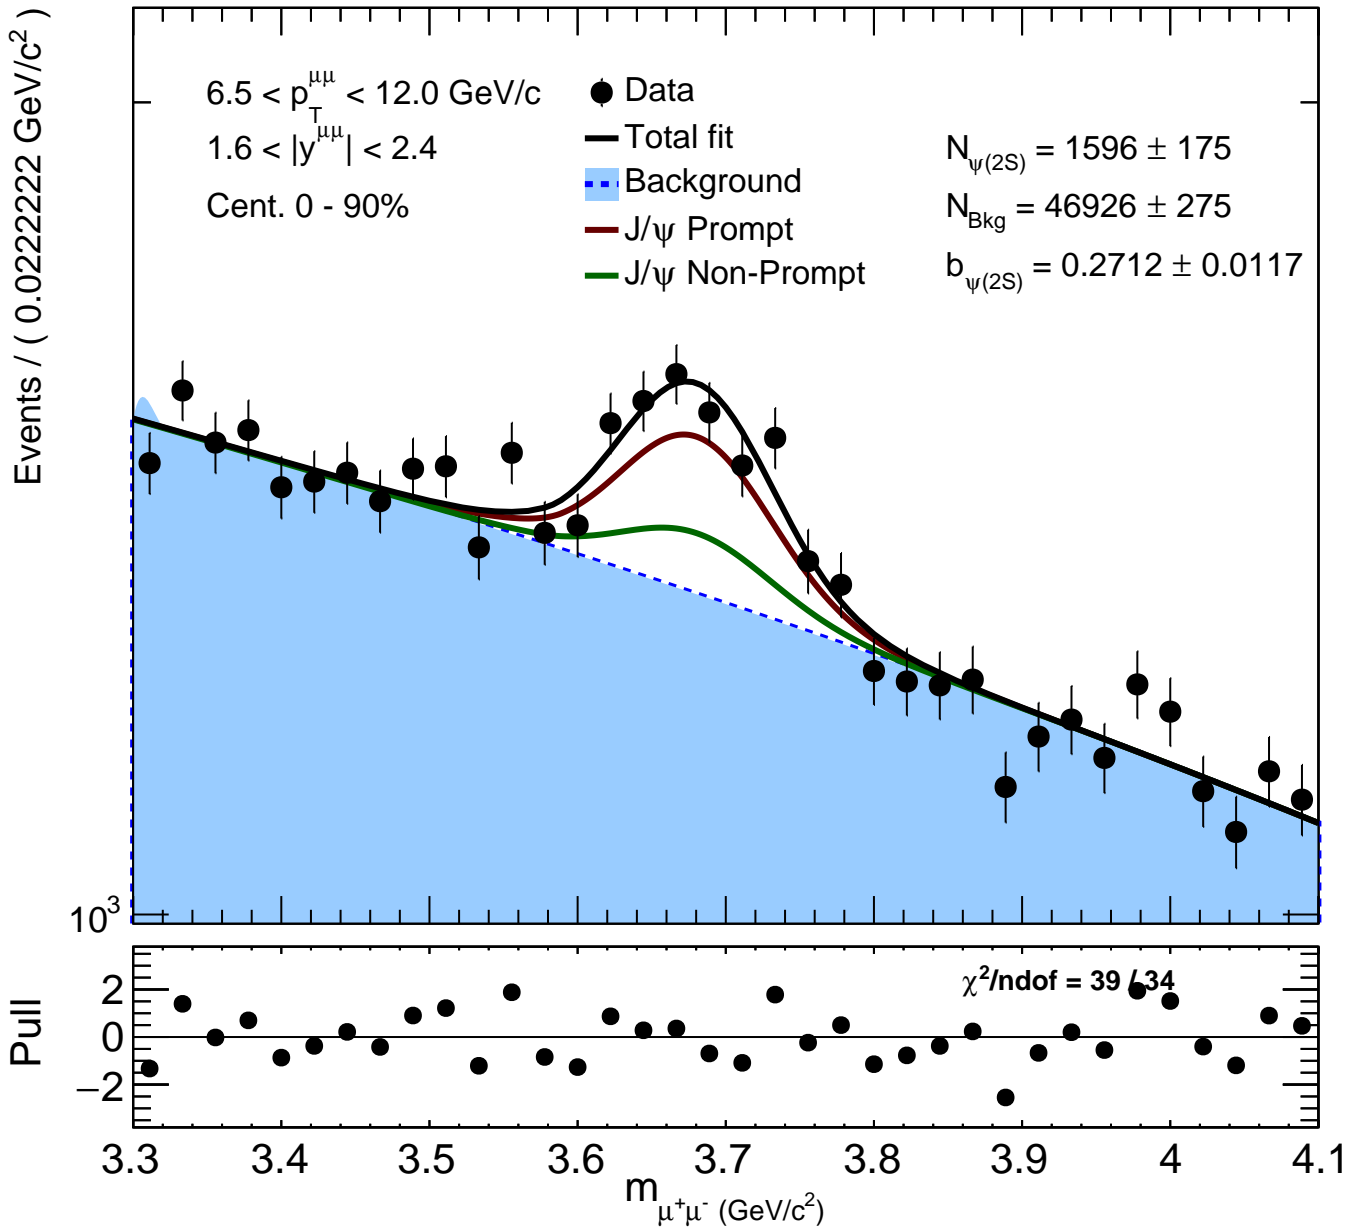 Events / ( 0.0222222 GeV/c²)
6.5 < p_T^μμ < 12.0 GeV/c
1.6 < |y^μμ| < 2.4
Cent. 0 - 90%
Data
Total fit
Background
J/ψ Prompt
J/ψ Non-Prompt
N_ψ(2S) = 1596 ± 175
N_Bkg = 46926 ± 275
b_ψ(2S) = 0.2712 ± 0.0117
10³
Pull
2
0
−2
χ²/ndof = 39 / 34
3.3 3.4 3.5 3.6 3.7 3.8 3.9 4 4.1
m_μ⁺μ⁻ (GeV/c²)